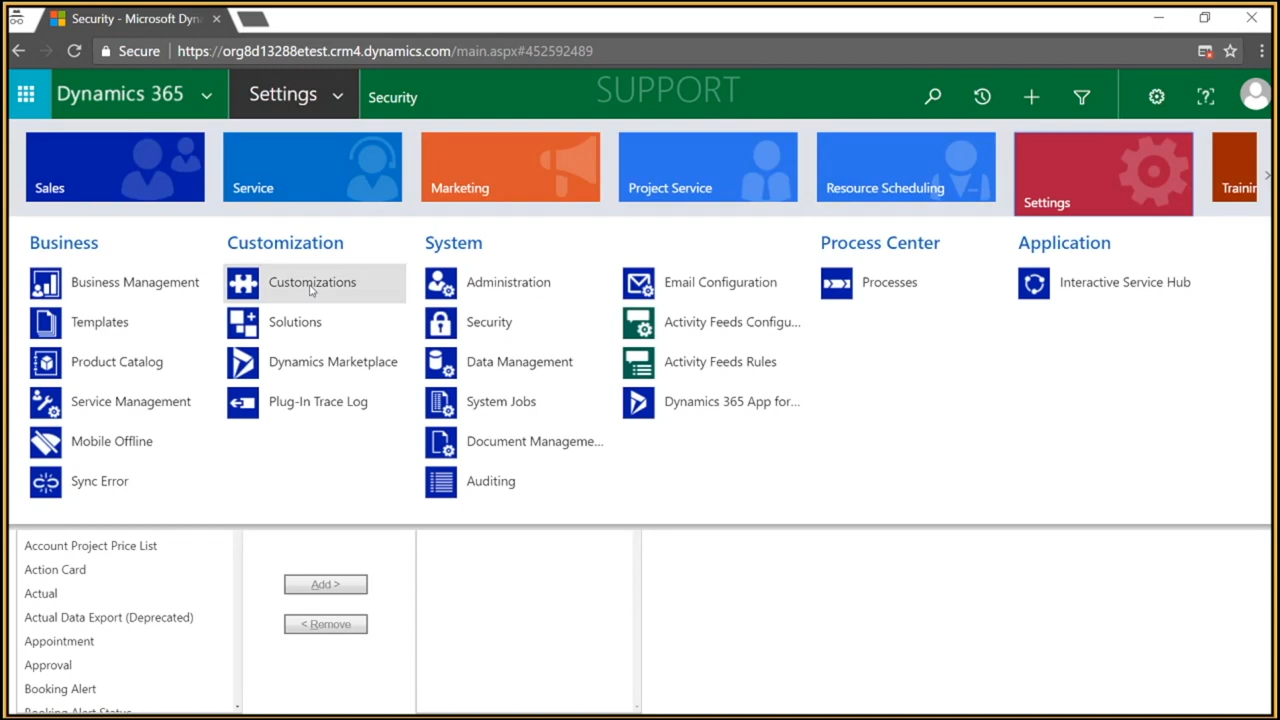 Security - Microsoft Dyna
Secure
https://org8d13288etest.crm4.dynamics.com/main.aspx#452592489
Dynamics 365
Settings
Security
SUPPORT
Sales
Service
Marketing
Project Service
Resource Scheduling
Settings
Trainin
Business
Business Management
Templates
Product Catalog
Service Management
Mobile Offline
Sync Error
Customization
Customizations
Solutions
Dynamics Marketplace
Plug-In Trace Log
System
Administration
Security
Data Management
System Jobs
Document Manageme...
Auditing
Email Configuration
Activity Feeds Configu...
Activity Feeds Rules
Dynamics 365 App for...
Process Center
Processes
Application
Interactive Service Hub
Account Project Price List
Action Card
Actual
Actual Data Export (Deprecated)
Appointment
Approval
Booking Alert
Booking Alert Status
Add >
< Remove